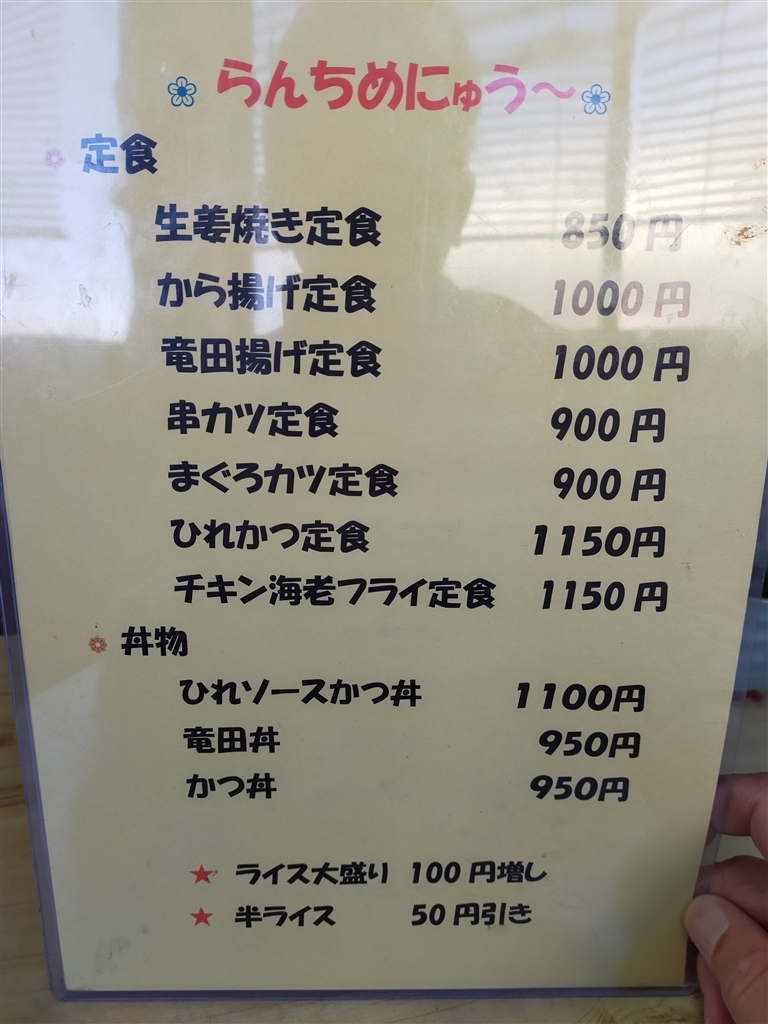 らんちめにゅう～
定食
生姜焼き定食 850円
から揚げ定食 1000円
竜田揚げ定食 1000円
串カツ定食 900円
まぐろカツ定食 900円
ひれかつ定食 1150円
チキン海老フライ定食 1150円
丼物
ひれソースかつ丼 1100円
竜田丼 950円
かつ丼 950円
★ ライス大盛り 100円増し
★ 半ライス 50円引き